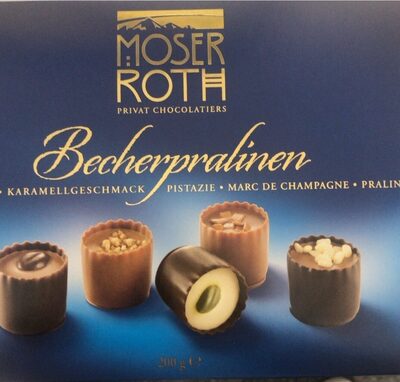 MOSER
ROTH
PRIVAT CHOCOLATIERS
Becherpralinen
• KARAMELLGESCHMACK PISTAZIE • MARC DE CHAMPAGNE • PRALIN
200 g ℮